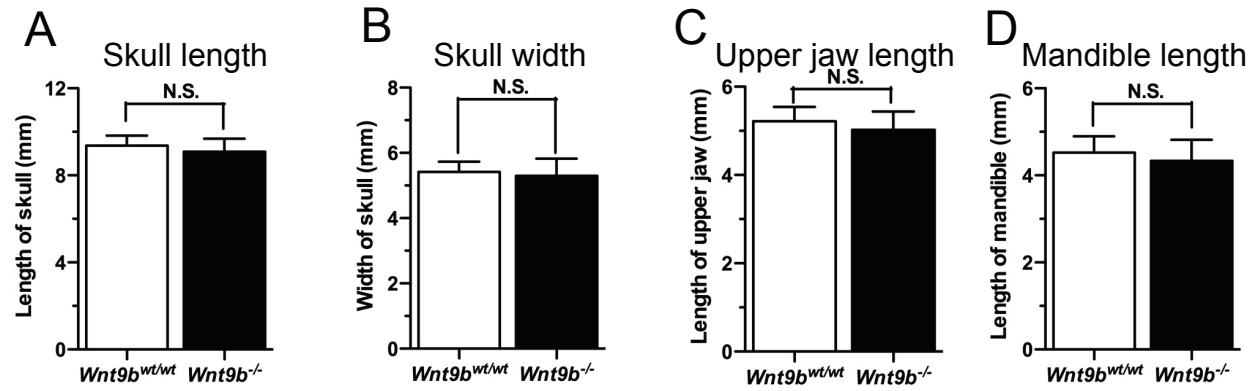 A
Skull length
Length of skull (mm)
12
8
4
0
N.S.
Wnt9b^wt/wt
Wnt9b^-/-
B
Skull width
Width of skull (mm)
8
6
4
2
0
N.S.
Wnt9b^wt/wt
Wnt9b^-/-
C
Upper jaw length
Length of upper jaw (mm)
6
4
2
0
N.S.
Wnt9b^wt/wt
Wnt9b^-/-
D
Mandible length
Length of mandible (mm)
6
4
2
0
N.S.
Wnt9b^wt/wt
Wnt9b^-/-